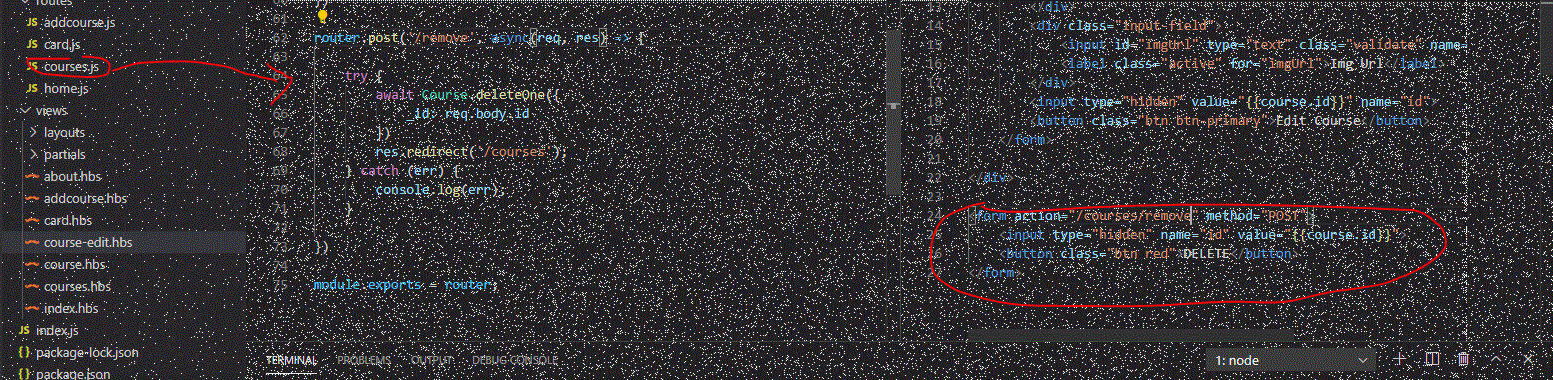 routes
JS addcourse.js
JS card.js
JS courses.js
JS home.js
views
layouts
partials
about.hbs
addcourse.hbs
card.hbs
course-edit.hbs
course.hbs
courses.hbs
index.hbs
JS index.js
package-lock.json
package.json
61
62 router.post('/remove', async(req, res) => {
63
64 try {
65 await Course.deleteOne({
66 _id: req.body.id
67 })
68 res.redirect('/courses');
69 } catch (err) {
70 console.log(err);
71 }
72
73 })
74
75 module.exports = router;
13 </div>
14 <div class="input-field">
15 <input id="imgUrl" type="text" class="validate" name=
16 <label class="active" for="imgUrl">Img Url</label>
17 </div>
18 <input type="hidden" value="{{course.id}}" name="id">
19 <button class="btn btn-primary">Edit Course</button>
20 </form>
21
22 </div>
24 <form action="/courses/remove" method="POST">
<input type="hidden" name="id" value="{{course.id}}">
<button class="btn red">DELETE</button>
</form>
TERMINAL PROBLEMS OUTPUT DEBUG CONSOLE
1: node